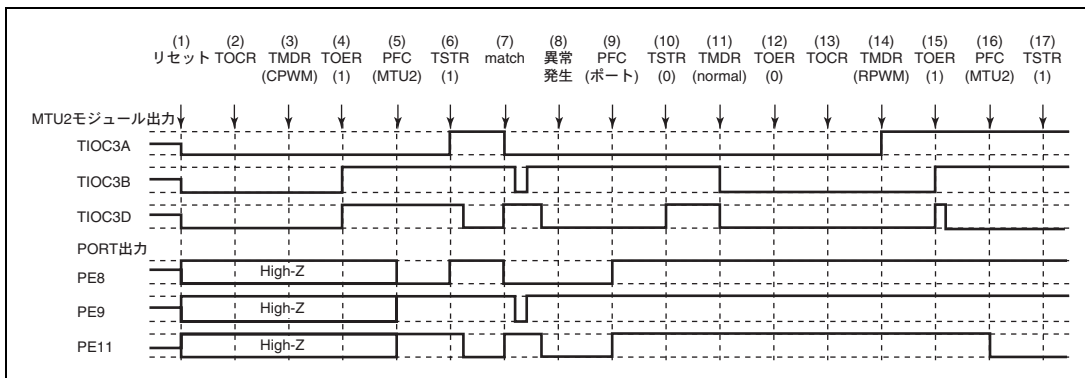 (1) (2) (3) (4) (5) (6) (7) (8) (9) (10) (11) (12) (13) (14) (15) (16) (17)
リセット TOCR TMDR TOER PFC TSTR match 異常 PFC TSTR TMDR TOER TOCR TMDR TOER PFC TSTR
(CPWM) (1) (MTU2) (1) 発生 (ポート) (0) (normal) (0) (RPWM) (1) (MTU2) (1)
MTU2モジュール出力
TIOC3A
TIOC3B
TIOC3D
PORT出力
PE8 High-Z
PE9 High-Z
PE11 High-Z